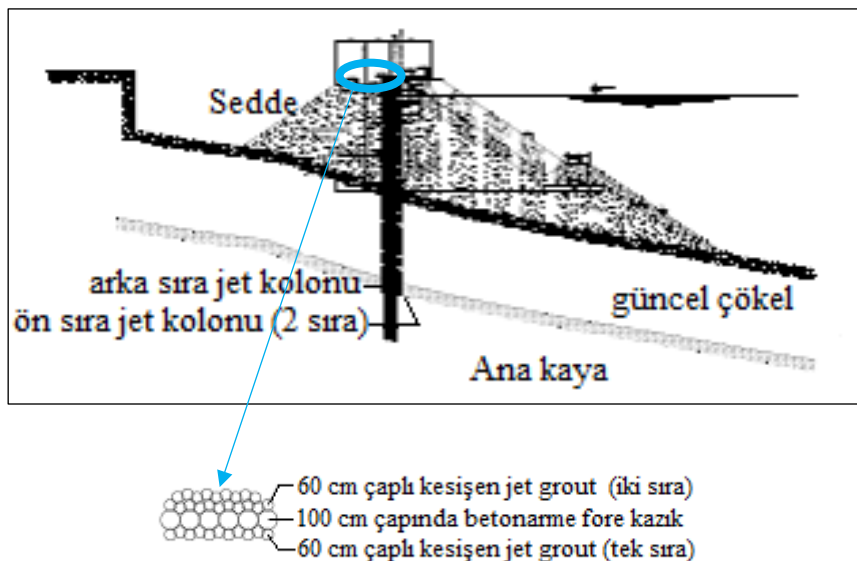 Sedde
arka sıra jet kolonu
ön sıra jet kolonu (2 sıra)
güncel çökel
Ana kaya
60 cm çaplı kesişen jet grout (iki sıra)
100 cm çapında betonarme fore kazık
60 cm çaplı kesişen jet grout (tek sıra)